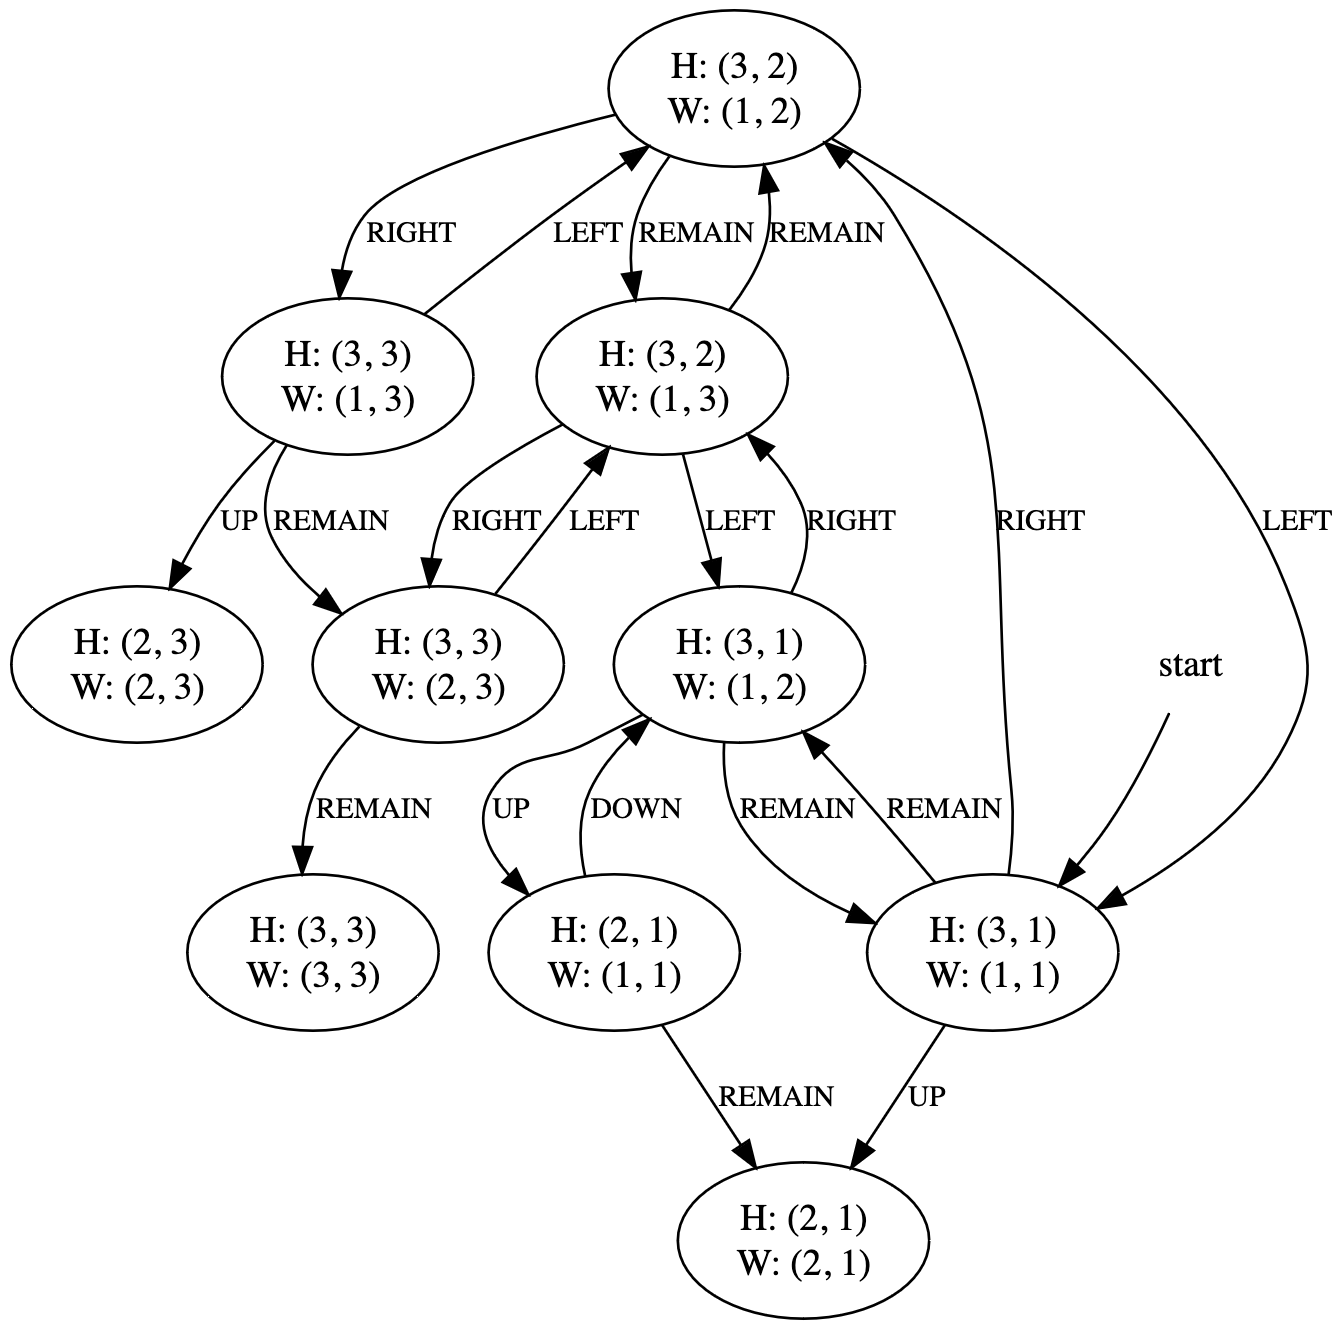 H: (3, 2)
W: (1, 2)
RIGHT
LEFT
REMAIN
REMAIN
H: (3, 3)
W: (1, 3)
H: (3, 2)
W: (1, 3)
UP
REMAIN
RIGHT
LEFT
LEFT
RIGHT
RIGHT
LEFT
H: (2, 3)
W: (2, 3)
H: (3, 3)
W: (2, 3)
H: (3, 1)
W: (1, 2)
start
REMAIN
UP
DOWN
REMAIN
REMAIN
H: (3, 3)
W: (3, 3)
H: (2, 1)
W: (1, 1)
H: (3, 1)
W: (1, 1)
REMAIN
UP
H: (2, 1)
W: (2, 1)